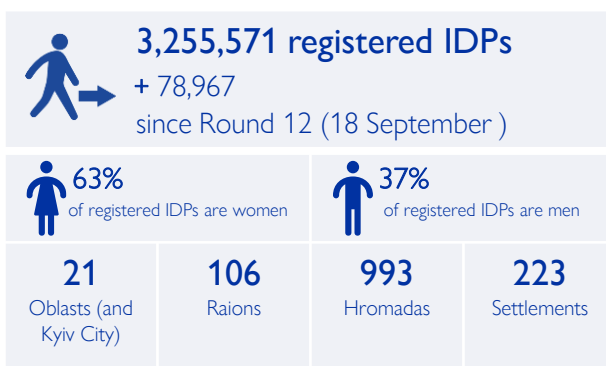 3,255,571 registered IDPs
+ 78,967
since Round 12 (18 September )
63%
of registered IDPs are women
37%
of registered IDPs are men
21
Oblasts (and
Kyiv City)
106
Raions
993
Hromadas
223
Settlements